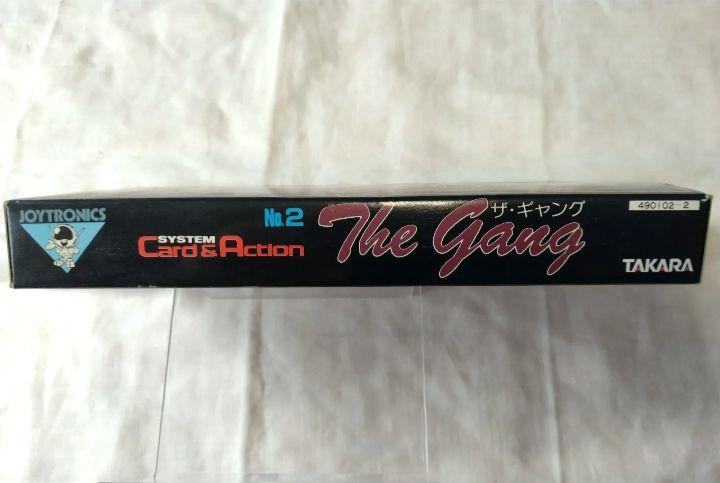 JOYTRONICS
No.2
SYSTEM
Card & Action
ザ・ギャング
The Gang
490102-2
TAKARA